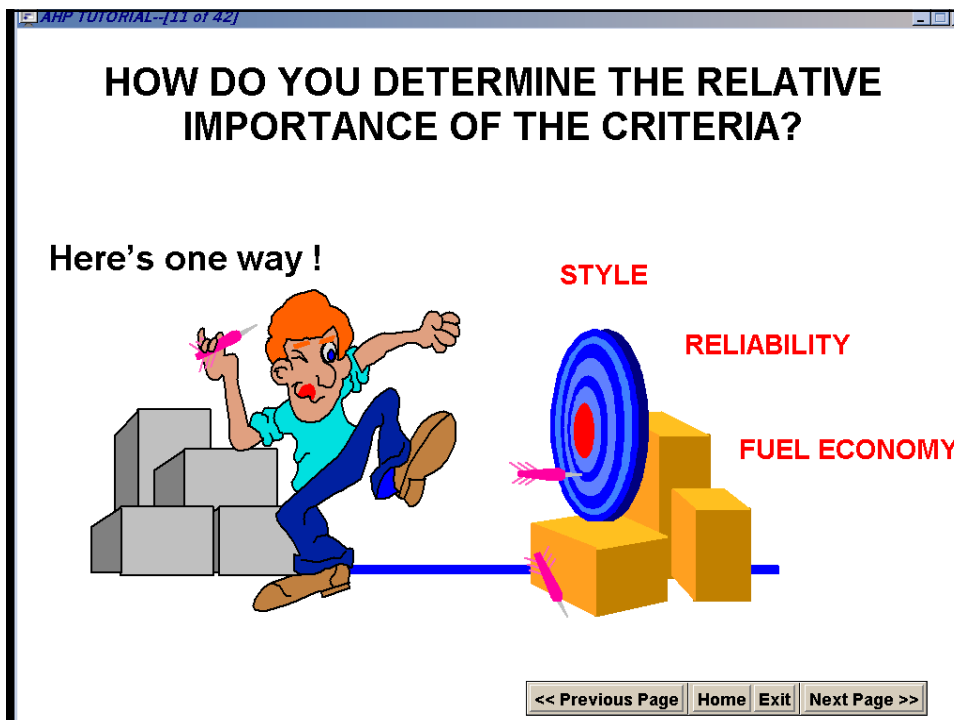 AHP TUTORIAL--[11 of 42]
HOW DO YOU DETERMINE THE RELATIVE
IMPORTANCE OF THE CRITERIA?
Here's one way !
STYLE
RELIABILITY
FUEL ECONOMY
<< Previous Page Home Exit Next Page >>